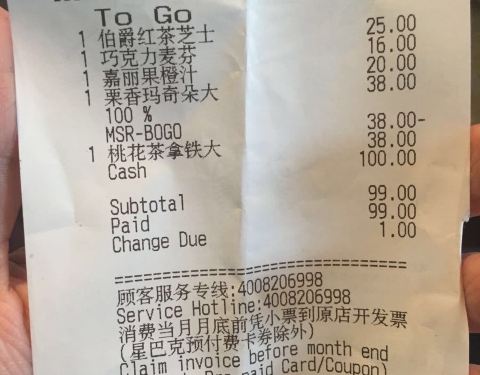 To Go
1 伯爵红茶芝士 25.00
1 巧克力麦芬 16.00
1 嘉丽果橙汁 20.00
1 栗香玛奇朵大 38.00
100 %
MSR-BOGO 38.00-
1 桃花茶拿铁大 38.00
Cash 100.00
Subtotal 99.00
Paid 99.00
Change Due 1.00
==============================
顾客服务专线:4008206998
Service Hotline:4008206998
消费当月月底前凭小票到原店开发票
(星巴克预付费卡券除外)
Claim invoice before month end
Pre-paid Card/Coupon)